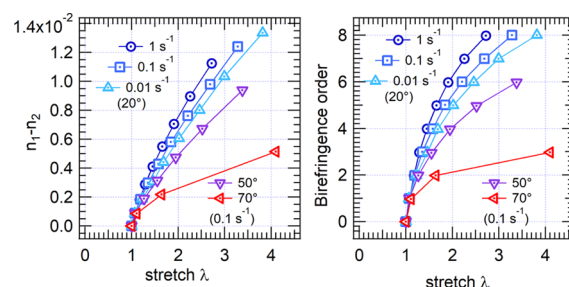 1.4x10⁻²
1.2
1.0
0.8
0.6
0.4
0.2
0.0
n₁-n₂
1 s⁻¹
0.1 s⁻¹
0.01 s⁻¹
(20°)
50°
70°
(0.1 s⁻¹)
0 1 2 3 4
stretch λ
8
6
4
2
0
Birefringence order
1 s⁻¹
0.1 s⁻¹
0.01 s⁻¹
(20°)
50°
70°
(0.1 s⁻¹)
0 1 2 3 4
stretch λ